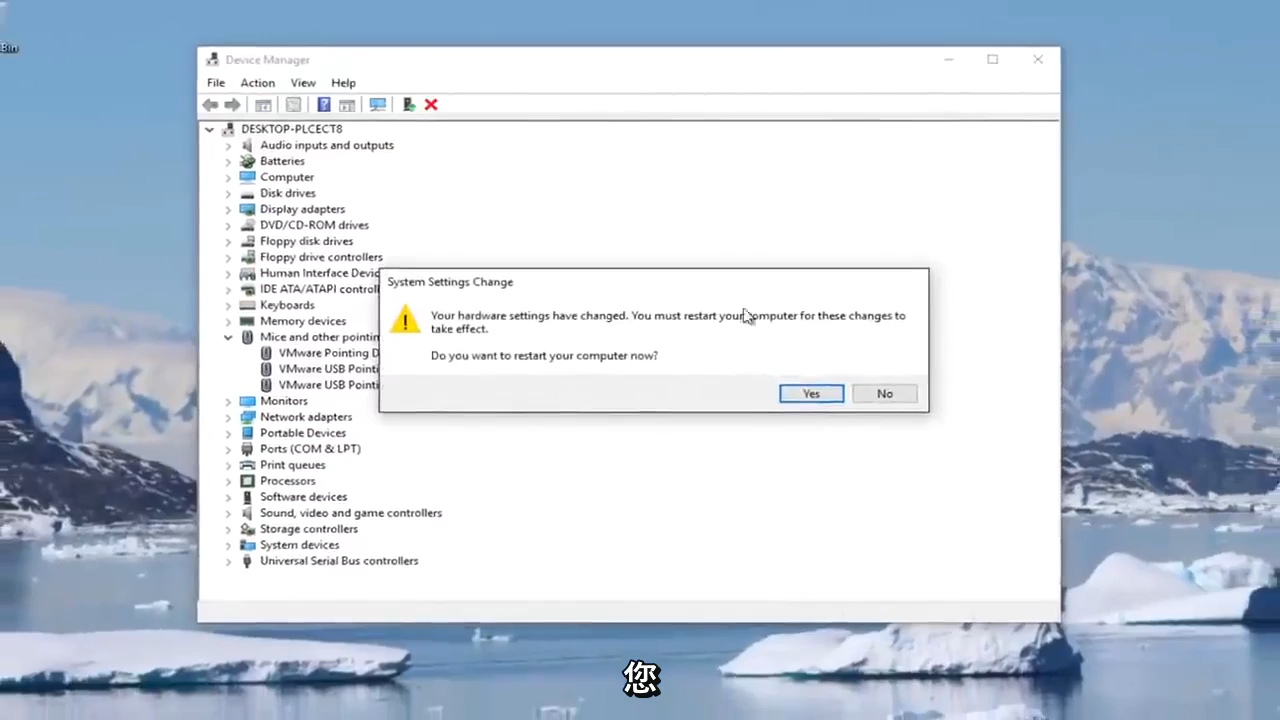 Bin
Device Manager
File Action View Help
DESKTOP-PLCECT8
Audio inputs and outputs
Batteries
Computer
Disk drives
Display adapters
DVD/CD-ROM drives
Floppy disk drives
Floppy drive controllers
Human Interface Devic
IDE ATA/ATAPI controll
Keyboards
Memory devices
Mice and other pointin
VMware Pointing D
VMware USB Pointi
VMware USB Pointi
Monitors
Network adapters
Portable Devices
Ports (COM & LPT)
Print queues
Processors
Software devices
Sound, video and game controllers
Storage controllers
System devices
Universal Serial Bus controllers
System Settings Change
Your hardware settings have changed. You must restart your computer for these changes to
take effect.
Do you want to restart your computer now?
Yes No
您